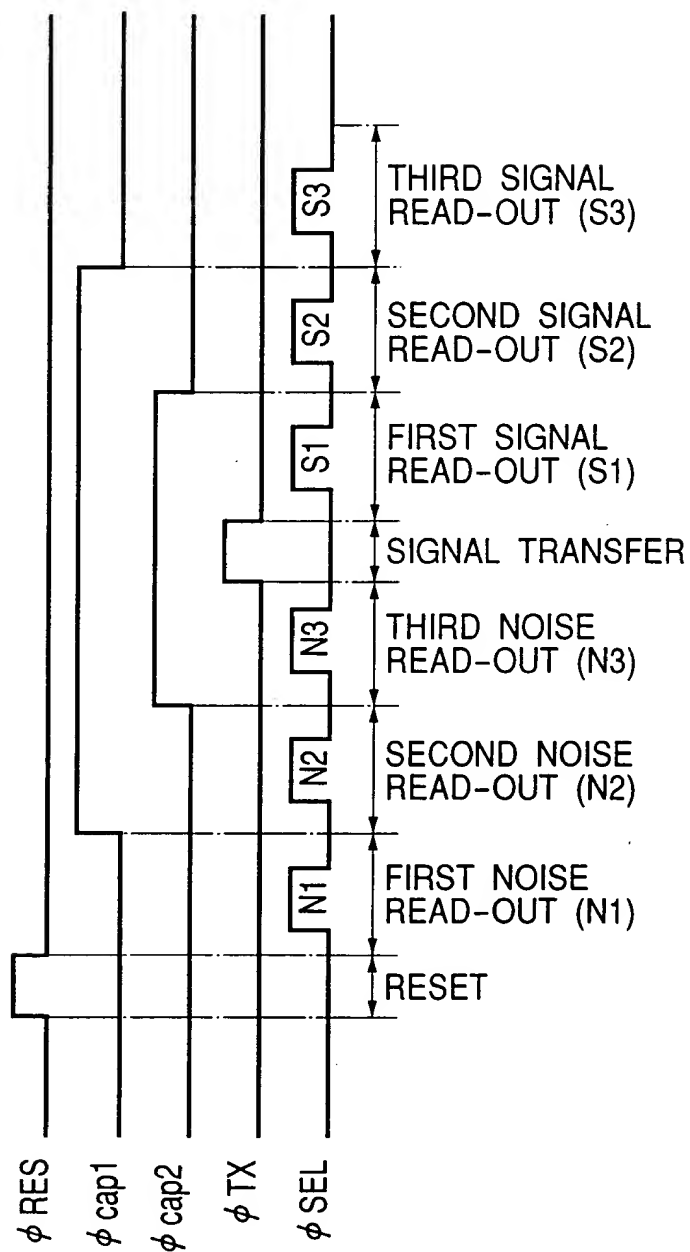 THIRD SIGNAL
READ-OUT (S3)
SECOND SIGNAL
READ-OUT (S2)
FIRST SIGNAL
READ-OUT (S1)
SIGNAL TRANSFER
THIRD NOISE
READ-OUT (N3)
SECOND NOISE
READ-OUT (N2)
FIRST NOISE
READ-OUT (N1)
RESET
S3
S2
S1
N3
N2
N1
ϕ RES
ϕ cap1
ϕ cap2
ϕ TX
ϕ SEL